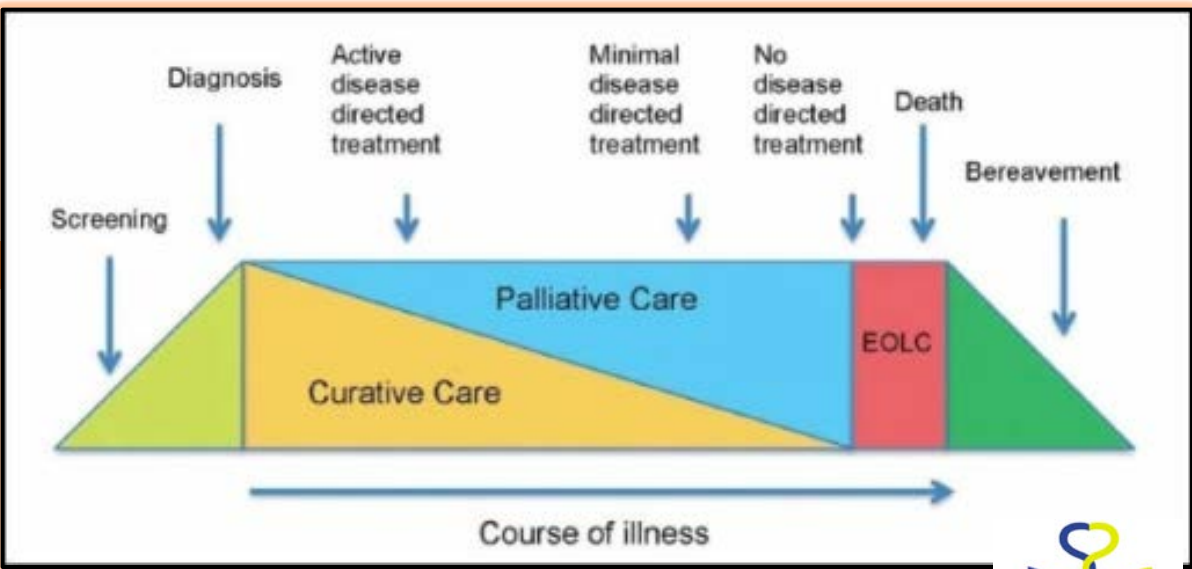 Diagnosis
Active
disease
directed
treatment
Minimal
disease
directed
treatment
No
disease
directed
treatment
Death
Bereavement
Screening
Palliative Care
EOLC
Curative Care
Course of illness